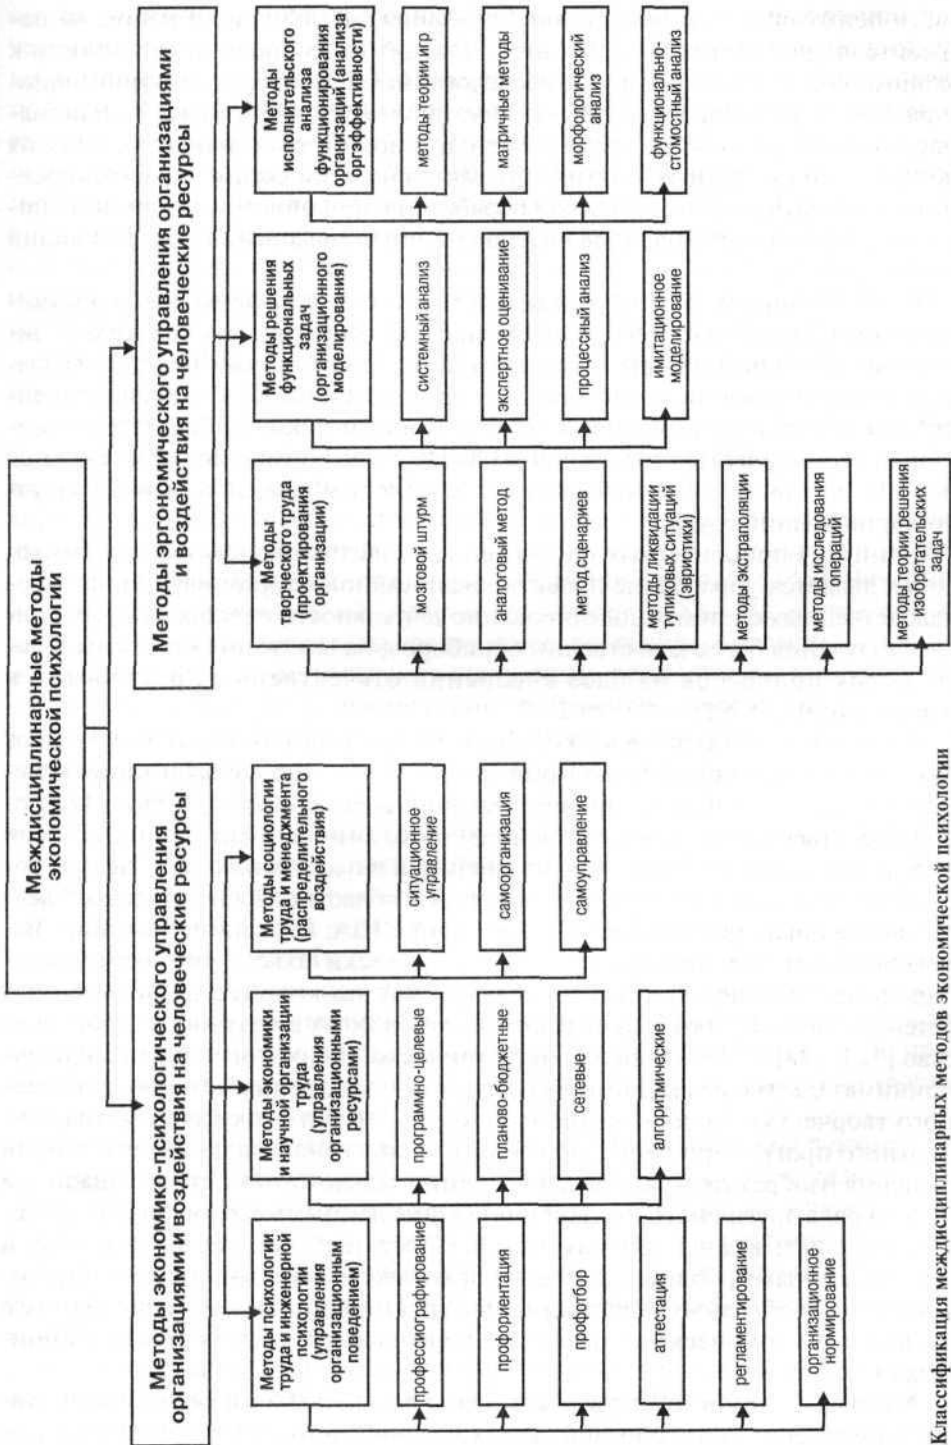 Междисциплинарные методы
экономической психологии
Методы экономико-психологического управления
организациями и воздействия на человеческие ресурсы
Методы психологии
труда и инженерной
психологии
(управления
организационным
поведением)
профессиографирование
профориентация
профотбор
аттестация
регламентирование
организационное
нормирование
Методы экономики
и научной организации
труда
(управления
организационными
ресурсами)
программно-целевые
планово-бюджетные
сетевые
алгоритмические
Методы социологии
труда и менеджмента
(распределительного
воздействия)
ситуационное
управление
самоорганизация
самоуправление
Методы эргономического управления организациями
и воздействия на человеческие ресурсы
Методы
творческого труда
(проектирования
организации)
мозговой штурм
аналоговый метод
метод сценариев
методы ликвидации
тупиковых ситуаций
(эвристики)
метод экстраполяции
методы исследования
операций
методы теории решения
изобретательских
задач
Методы решения
функциональных
задач
(организационного
моделирования)
системный анализ
экспертное оценивание
процессный анализ
имитационное
моделирование
Методы
исполнительского
анализа
функционирования
организаций (анализа
оргэффективности)
методы теории игр
матричные методы
морфологический
анализ
функционально-
стоимостный анализ
Классификация междисциплинарных методов экономической психологии